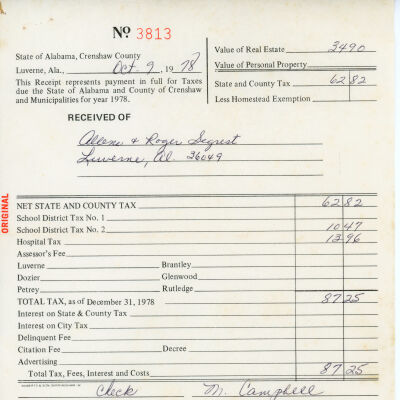 Nº 3813
State of Alabama, Crenshaw County
Luverne, Ala., Oct 9, 1978
This Receipt represents payment in full for Taxes
due the State of Alabama and County of Crenshaw
and Municipalities for year 1978.
Value of Real Estate 3490
Value of Personal Property
State and County Tax 62 82
Less Homestead Exemption
RECEIVED OF
& Roger Segrest
Luverne, Al. 36049
ORIGINAL
NET STATE AND COUNTY TAX 62 82
School District Tax No. 1
School District Tax No. 2 10 47
Hospital Tax 13 96
Assessor's Fee
Luverne Brantley
Dozier Glenwood
Petrey Rutledge
TOTAL TAX, as of December 31, 1978 87 25
Interest on State & County Tax
Interest on City Tax
Delinquent Fee
Citation Fee Decree
Advertising
Total Tax, Fees, Interest and Costs 87 25
Check M. Campbell